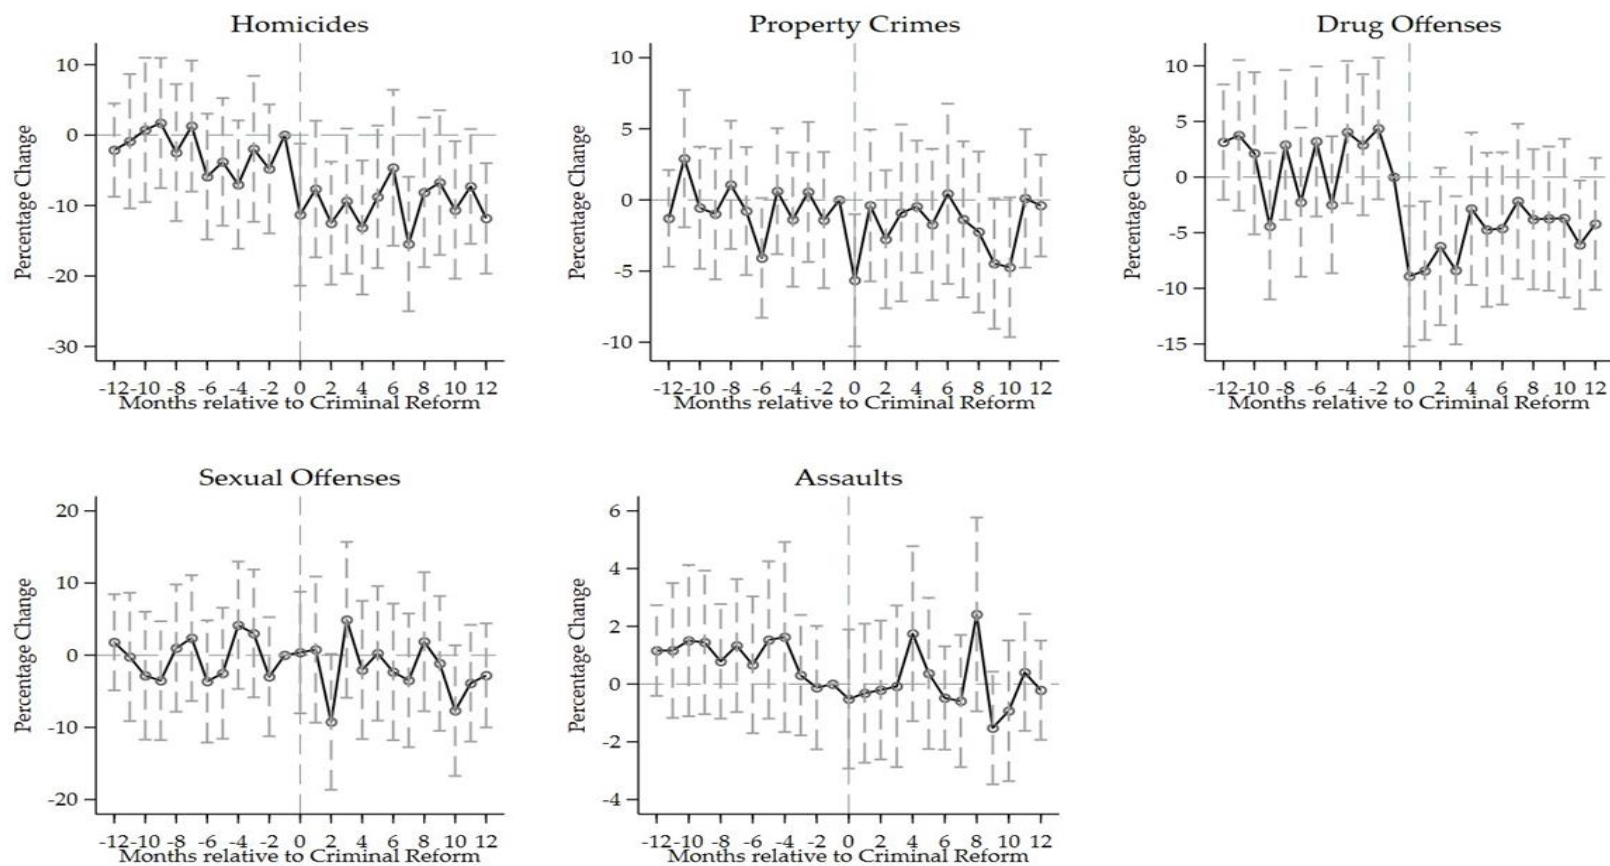 Homicides
Percentage Change
10
0
-10
-20
-30
-12 -10 -8 -6 -4 -2 0 2 4 6 8 10 12
Months relative to Criminal Reform
Property Crimes
Percentage Change
10
5
0
-5
-10
-12 -10 -8 -6 -4 -2 0 2 4 6 8 10 12
Months relative to Criminal Reform
Drug Offenses
Percentage Change
10
5
0
-5
-10
-15
-12 -10 -8 -6 -4 -2 0 2 4 6 8 10 12
Months relative to Criminal Reform
Sexual Offenses
Percentage Change
20
10
0
-10
-20
-12 -10 -8 -6 -4 -2 0 2 4 6 8 10 12
Months relative to Criminal Reform
Assaults
Percentage Change
6
4
2
0
-2
-4
-12 -10 -8 -6 -4 -2 0 2 4 6 8 10 12
Months relative to Criminal Reform